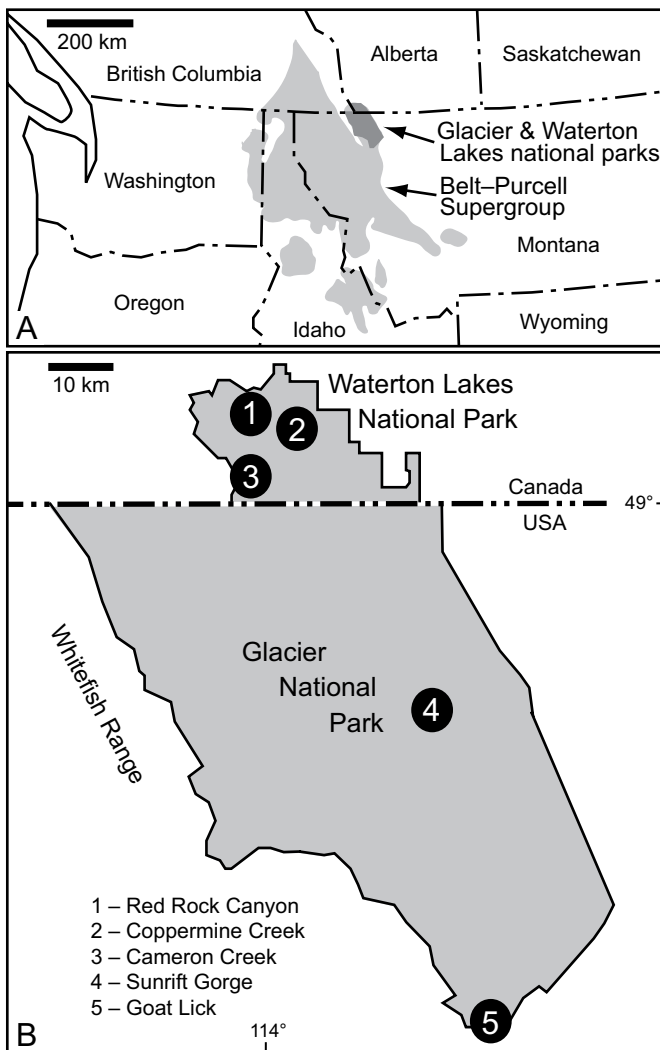 200 km
British Columbia
Alberta
Saskatchewan
Glacier & Waterton
Lakes national parks
Washington
Belt–Purcell
Supergroup
Montana
Oregon
Idaho
Wyoming
A
10 km
Waterton Lakes
National Park
1
2
3
Canada
49°
USA
Whitefish Range
Glacier
National
Park
4
1 – Red Rock Canyon
2 – Coppermine Creek
3 – Cameron Creek
4 – Sunrift Gorge
5 – Goat Lick
5
B
114°